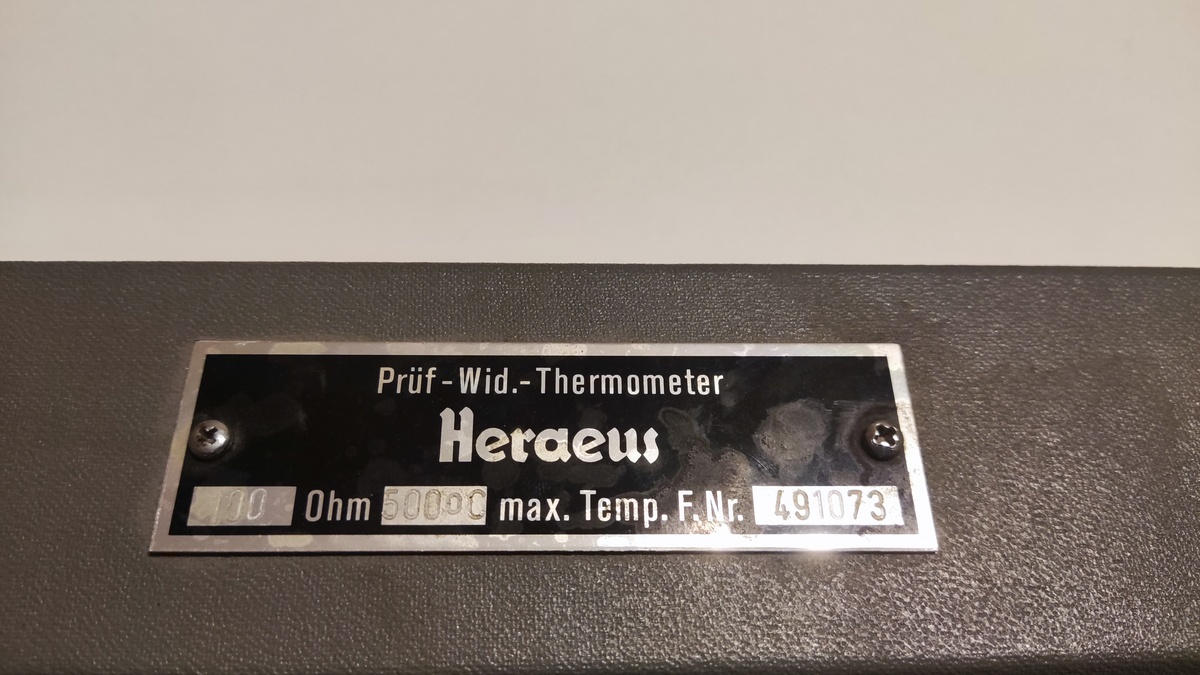 Prüf-Wid.-Thermometer
Heraeus
100 Ohm 500°C max. Temp. F. Nr. 491073